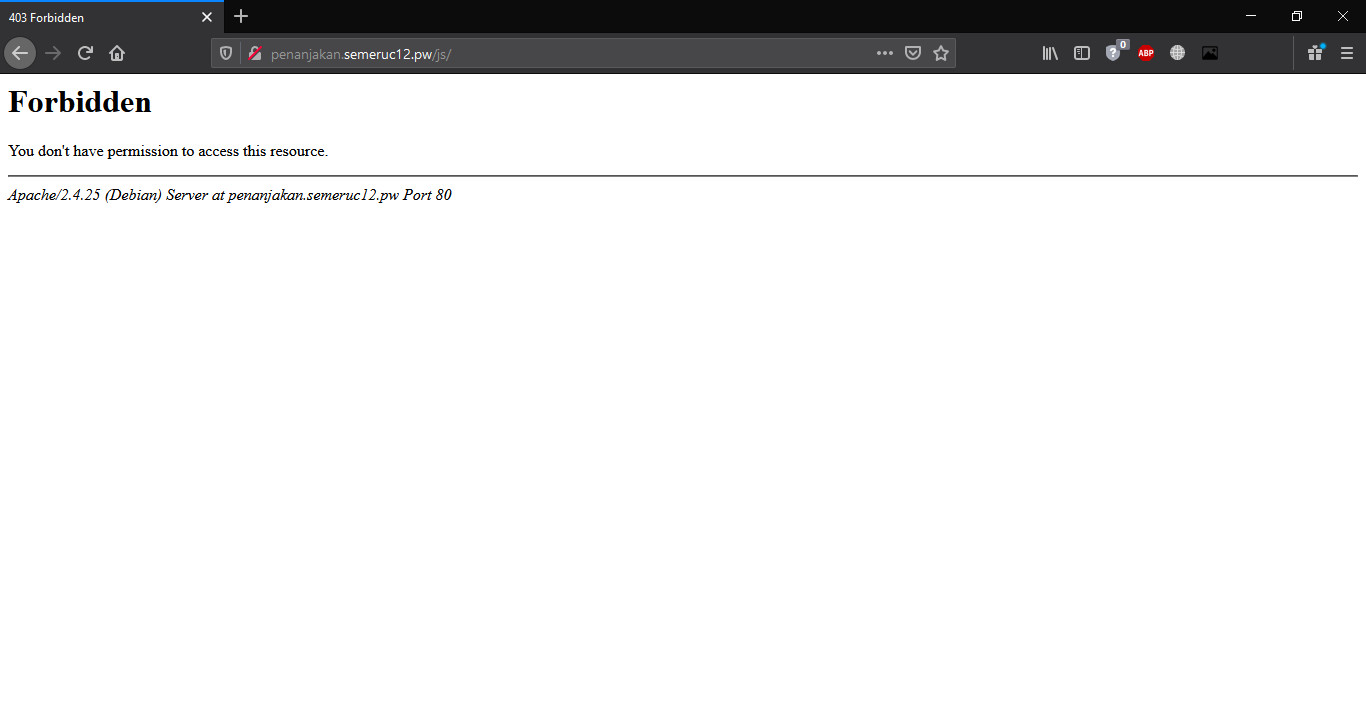 403 Forbidden
penanjakan.semeruc12.pw/js/
0
ABP
Forbidden
You don't have permission to access this resource.
Apache/2.4.25 (Debian) Server at penanjakan.semeruc12.pw Port 80